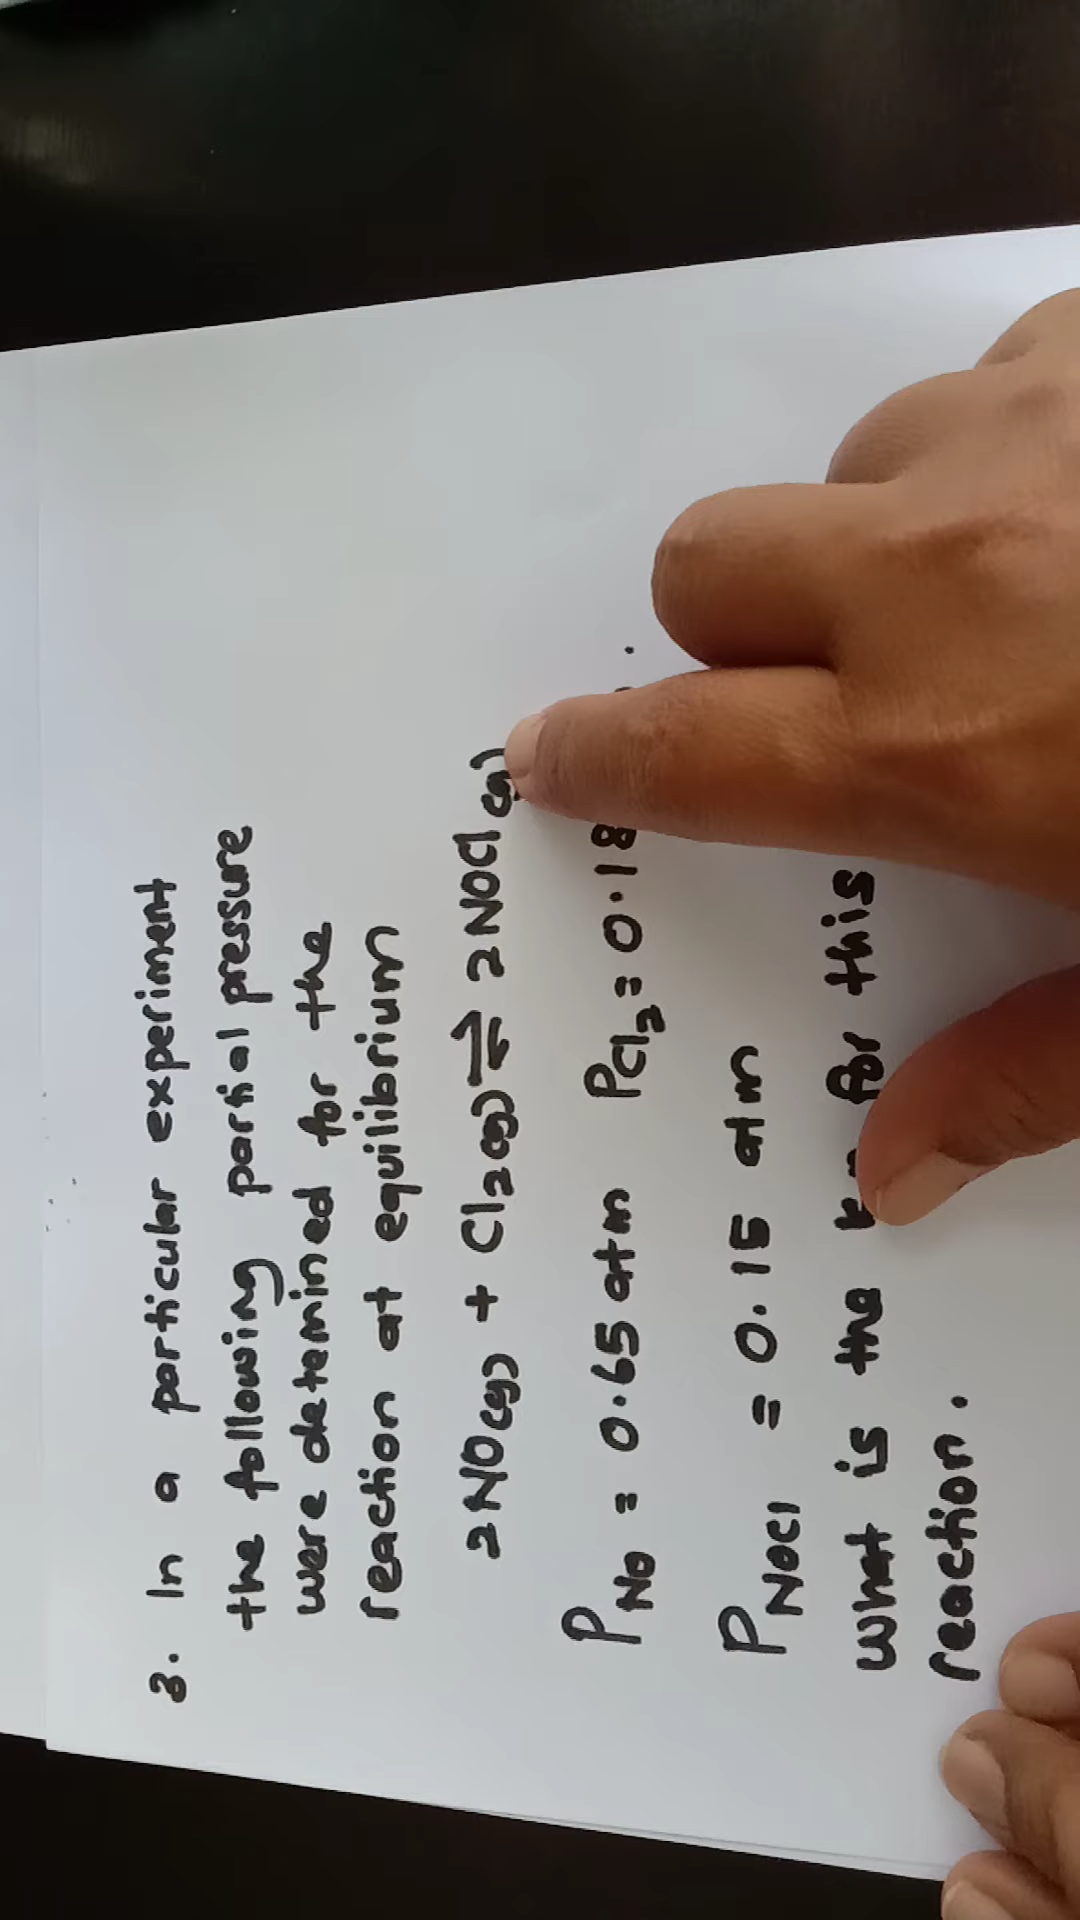 3. In a particular experiment
the following partial pressure
were detemined for the
reaction at equilibrium
2NO(g) + Cl2(g) ⇌ 2NOCl(g)
PNO = 0.65 atm PCl2 = 0.18
PNOCl = 0.15 atm
what is the for this
reaction.